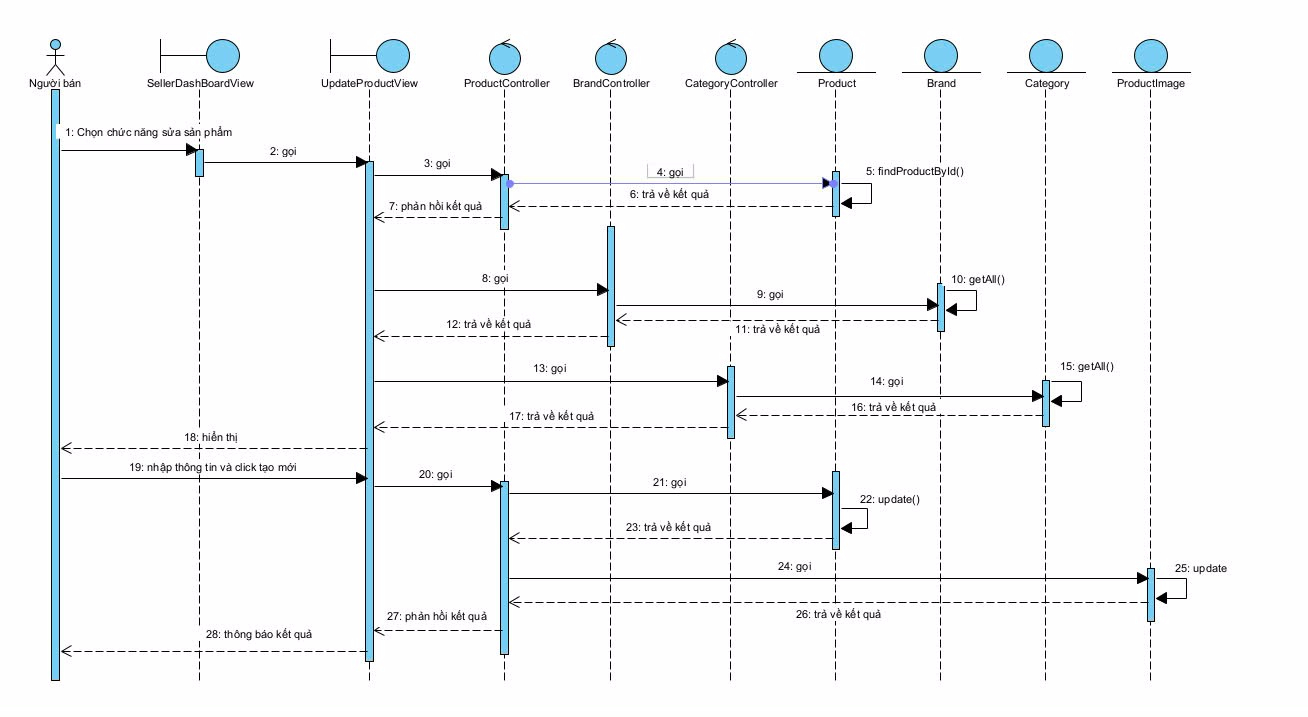 Người bán
SellerDashBoardView
UpdateProductView
ProductController
BrandController
CategoryController
Product
Brand
Category
ProductImage
1: Chọn chức năng sửa sản phẩm
2: gọi
3: gọi
4: gọi
5: findProductById()
6: trả về kết quả
7: phản hồi kết quả
8: gọi
9: gọi
10: getAll()
11: trả về kết quả
12: trả về kết quả
13: gọi
14: gọi
15: getAll()
16: trả về kết quả
17: trả về kết quả
18: hiển thị
19: nhập thông tin và click tạo mới
20: gọi
21: gọi
22: update()
23: trả về kết quả
24: gọi
25: update
26: trả về kết quả
27: phản hồi kết quả
28: thông báo kết quả